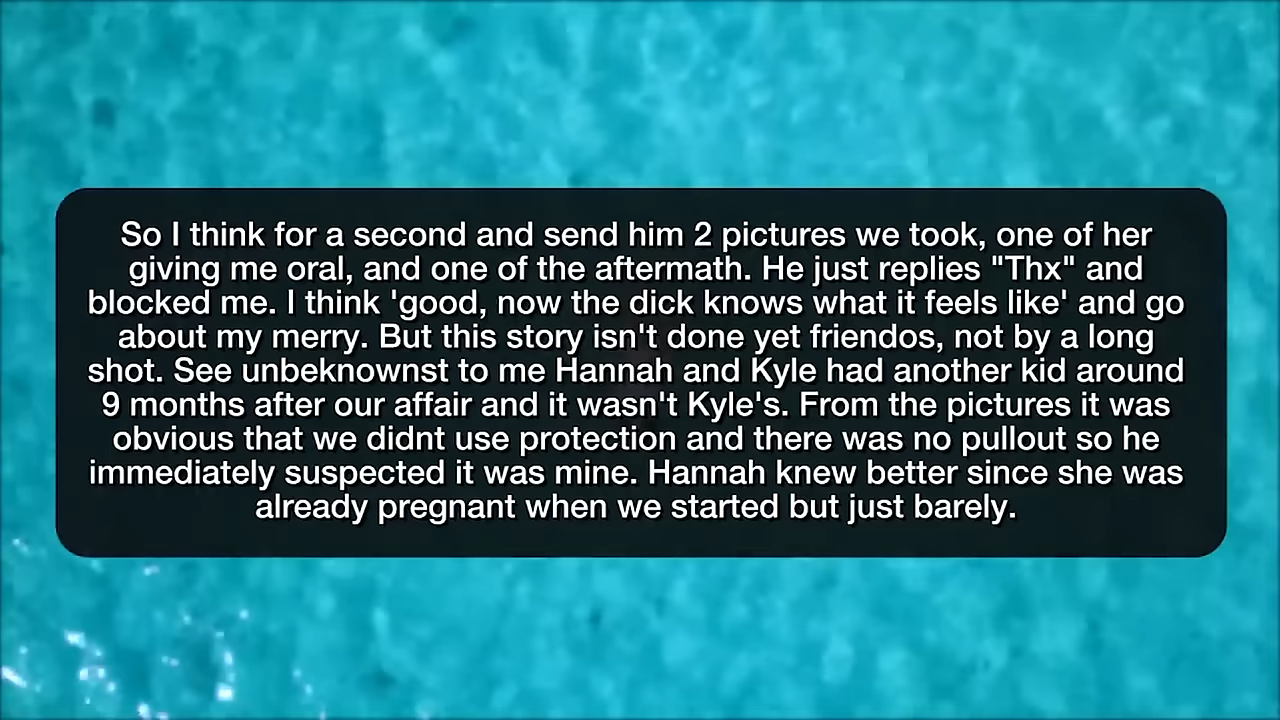 So I think for a second and send him 2 pictures we took, one of her
giving me oral, and one of the aftermath. He just replies "Thx" and
blocked me. I think 'good, now the dick knows what it feels like' and go
about my merry. But this story isn't done yet friendos, not by a long
shot. See unbeknownst to me Hannah and Kyle had another kid around
9 months after our affair and it wasn't Kyle's. From the pictures it was
obvious that we didnt use protection and there was no pullout so he
immediately suspected it was mine. Hannah knew better since she was
already pregnant when we started but just barely.